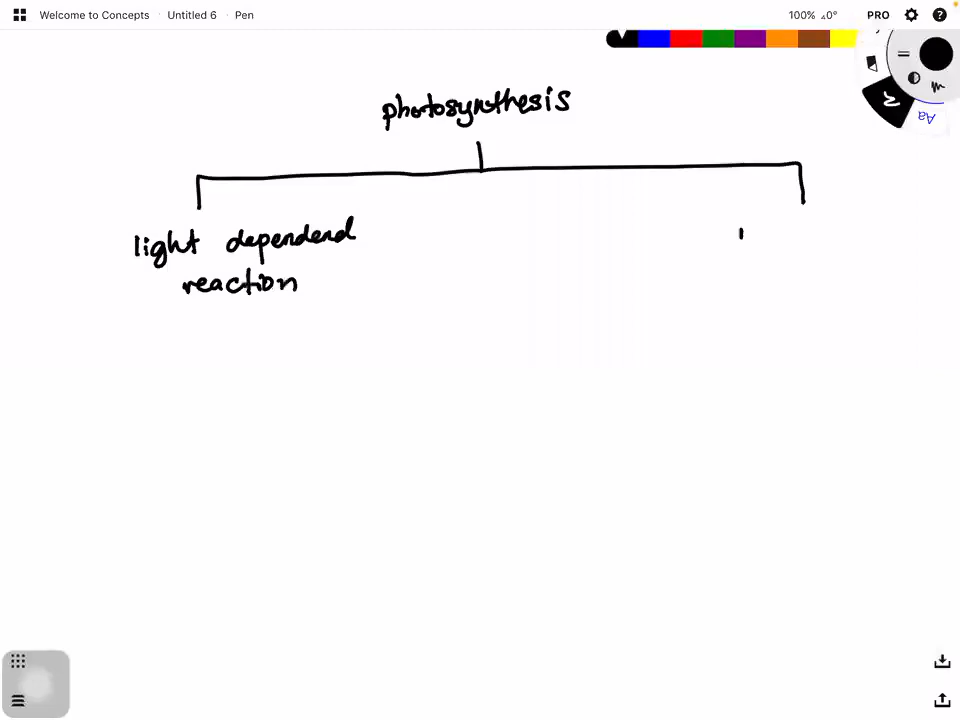 Welcome to Concepts Untitled 6 Pen 100% 0° PRO
Aa
photosynthesis
light dependend
reaction